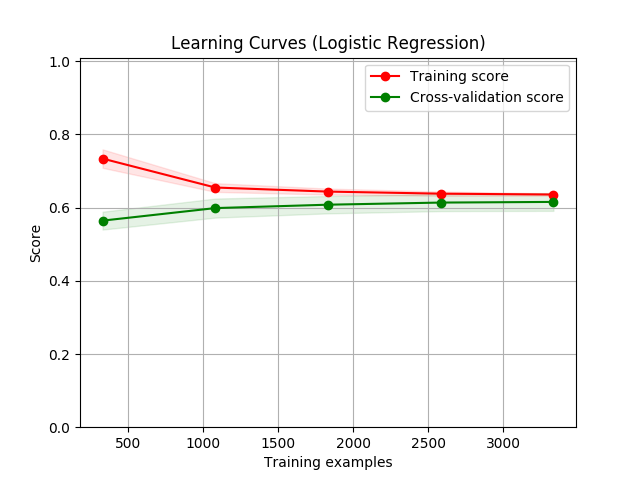 Learning Curves (Logistic Regression)
1.0
Training score
Cross-validation score
0.8
0.6
Score
0.4
0.2
0.0
500 1000 1500 2000 2500 3000
Training examples